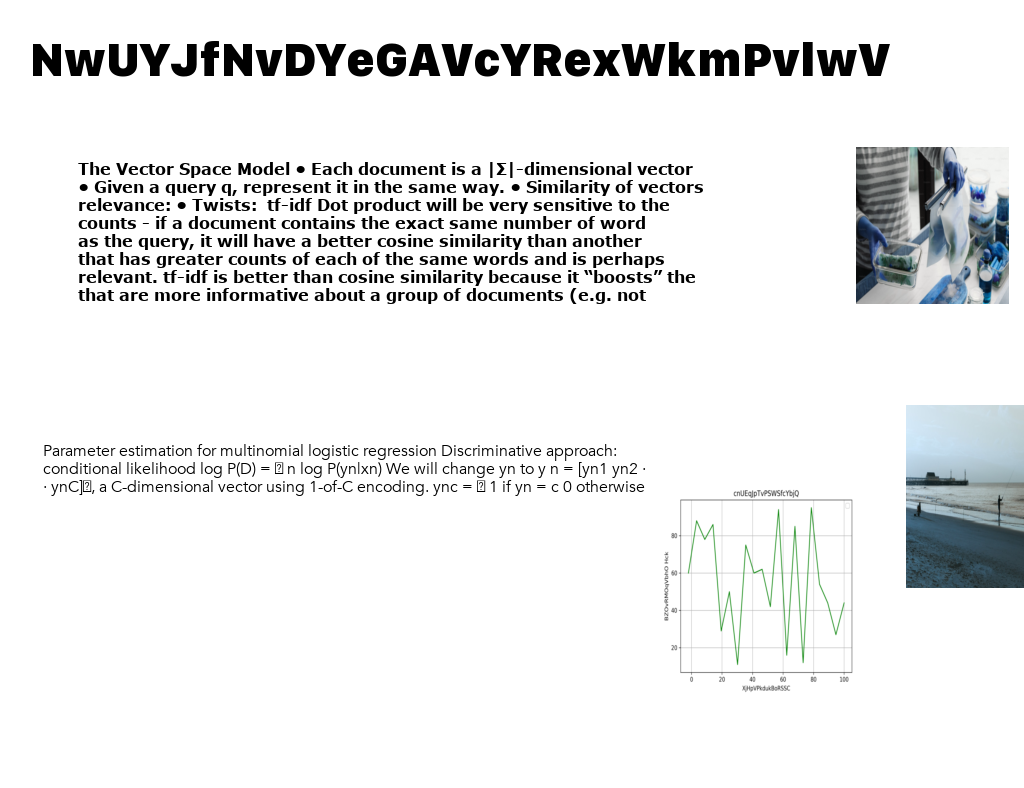 NwUYJfNvDYeGAVcYRexWkmPvlwV
The Vector Space Model • Each document is a |Σ|-dimensional vector
• Given a query q, represent it in the same way. • Similarity of vectors
relevance: • Twists:  tf-idf Dot product will be very sensitive to the
counts – if a document contains the exact same number of word
as the query, it will have a better cosine similarity than another
that has greater counts of each of the same words and is perhaps
relevant. tf-idf is better than cosine similarity because it “boosts” the
that are more informative about a group of documents (e.g. not
Parameter estimation for multinomial logistic regression Discriminative approach:
conditional likelihood log P(D) = n log P(yn|xn) We will change yn to y n = [yn1 yn2 ·
· ynC], a C-dimensional vector using 1-of-C encoding. ync = 1 if yn = c 0 otherwise
cnUEqJpTvPSWSfcYbjQ
80
60
40
20
0 20 40 60 80 100
XjHpVPkdukBoRSSC